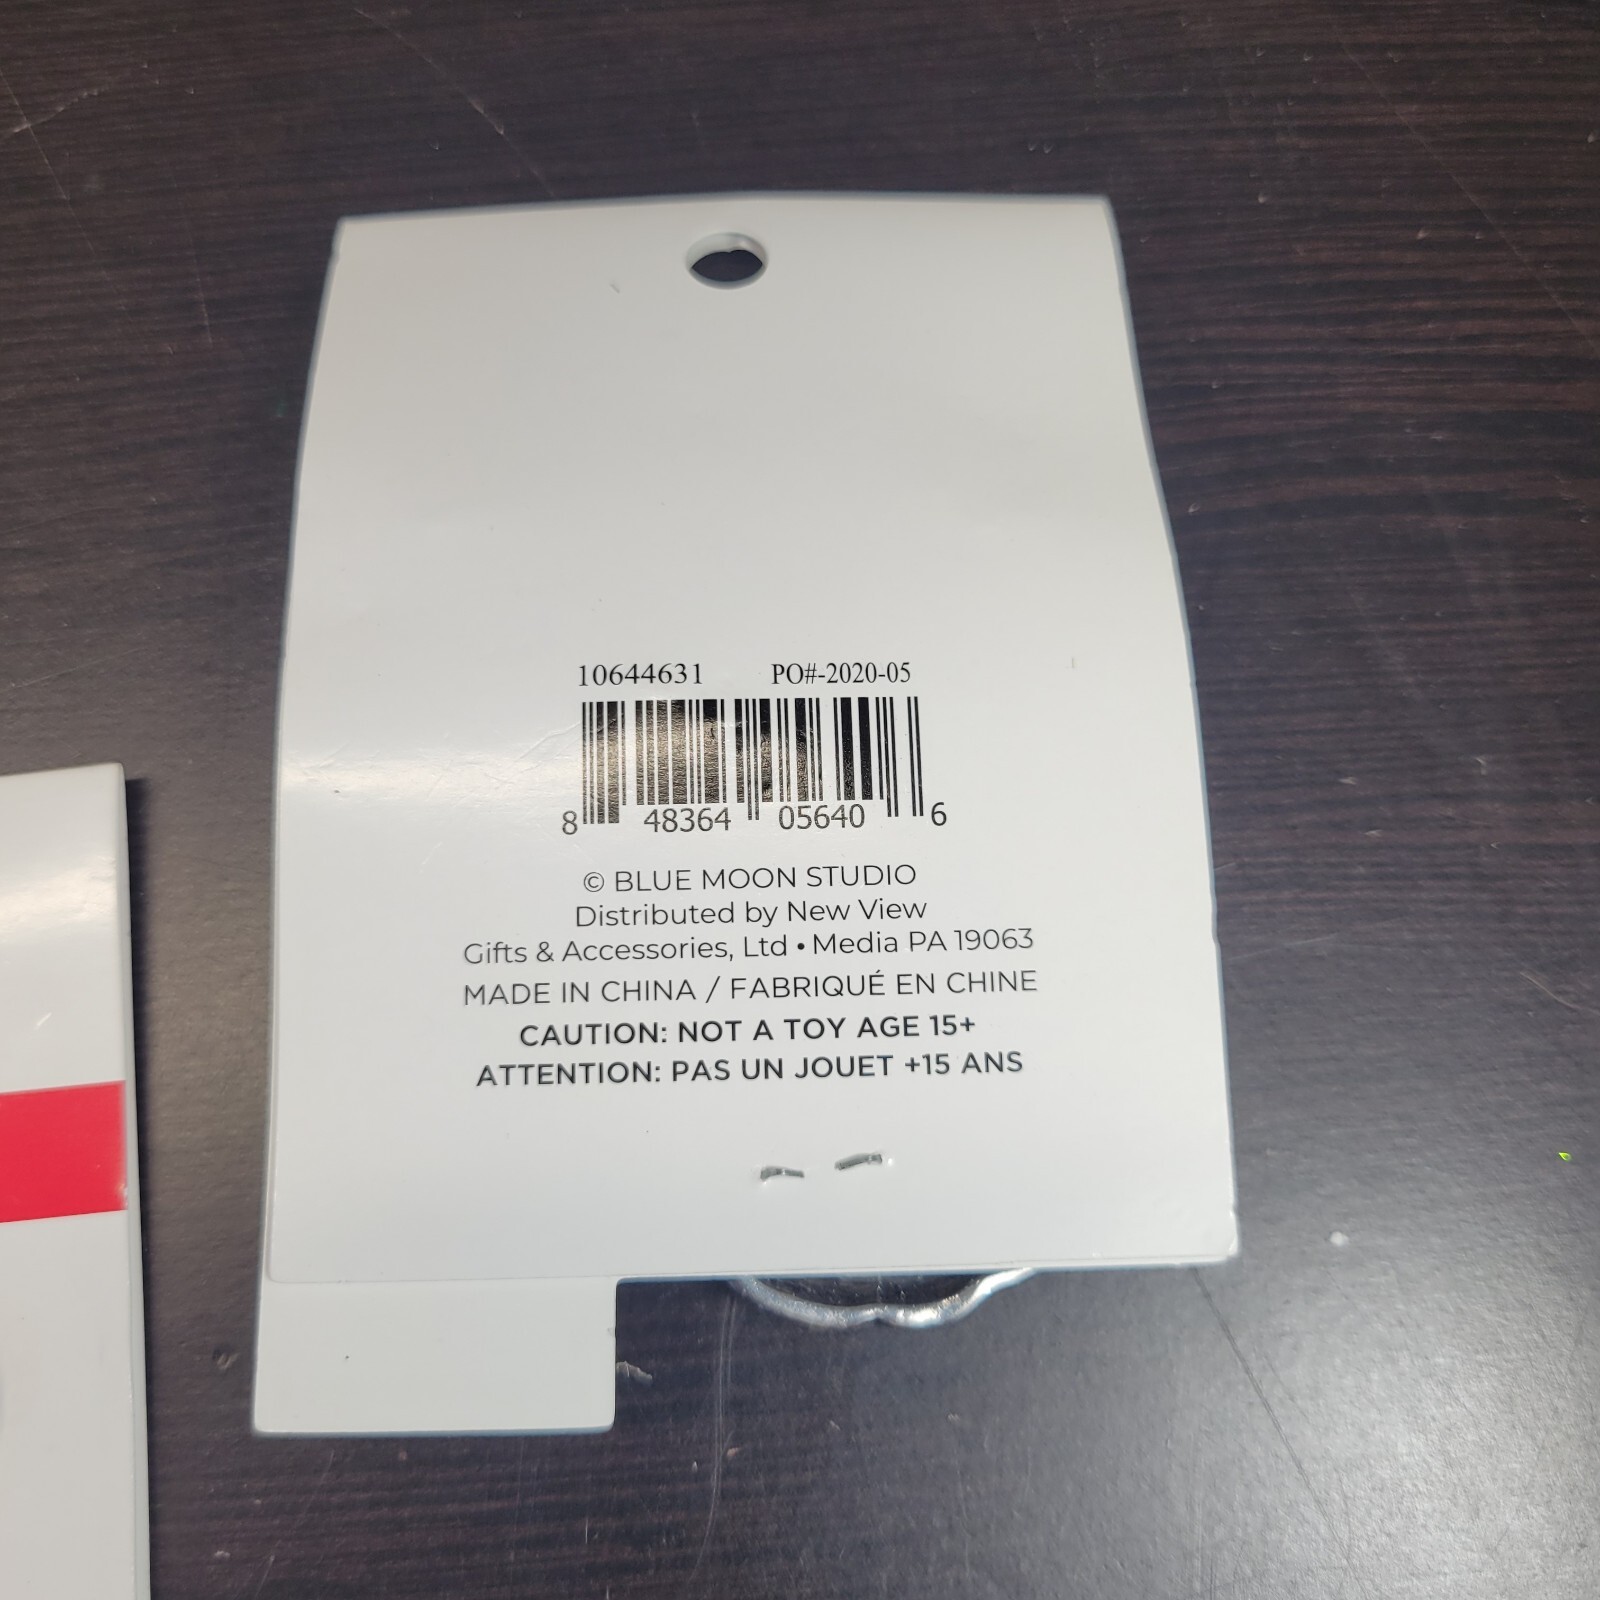 10644631 PO#-2020-05
8 48364 05640 6
© BLUE MOON STUDIO
Distributed by New View
Gifts & Accessories, Ltd • Media PA 19063
MADE IN CHINA / FABRIQUÉ EN CHINE
CAUTION: NOT A TOY AGE 15+
ATTENTION: PAS UN JOUET +15 ANS